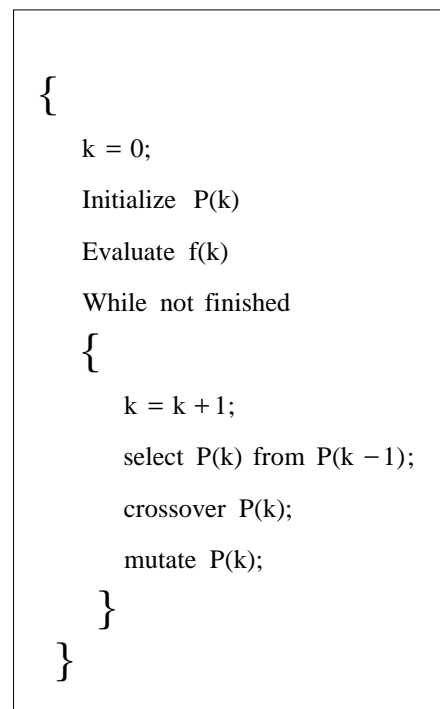 {
k = 0;
Initialize P(k)
Evaluate f(k)
While not finished
{
k = k + 1;
select P(k) from P(k − 1);
crossover P(k);
mutate P(k);
}
}